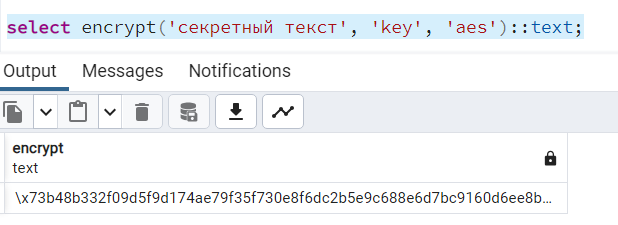 select encrypt('секретный текст', 'key', 'aes')::text;
Output Messages Notifications
encrypt
text
\x73b48b332f09d5f9d174ae79f35f730e8f6dc2b5e9c688e6d7bc9160d6ee8b...